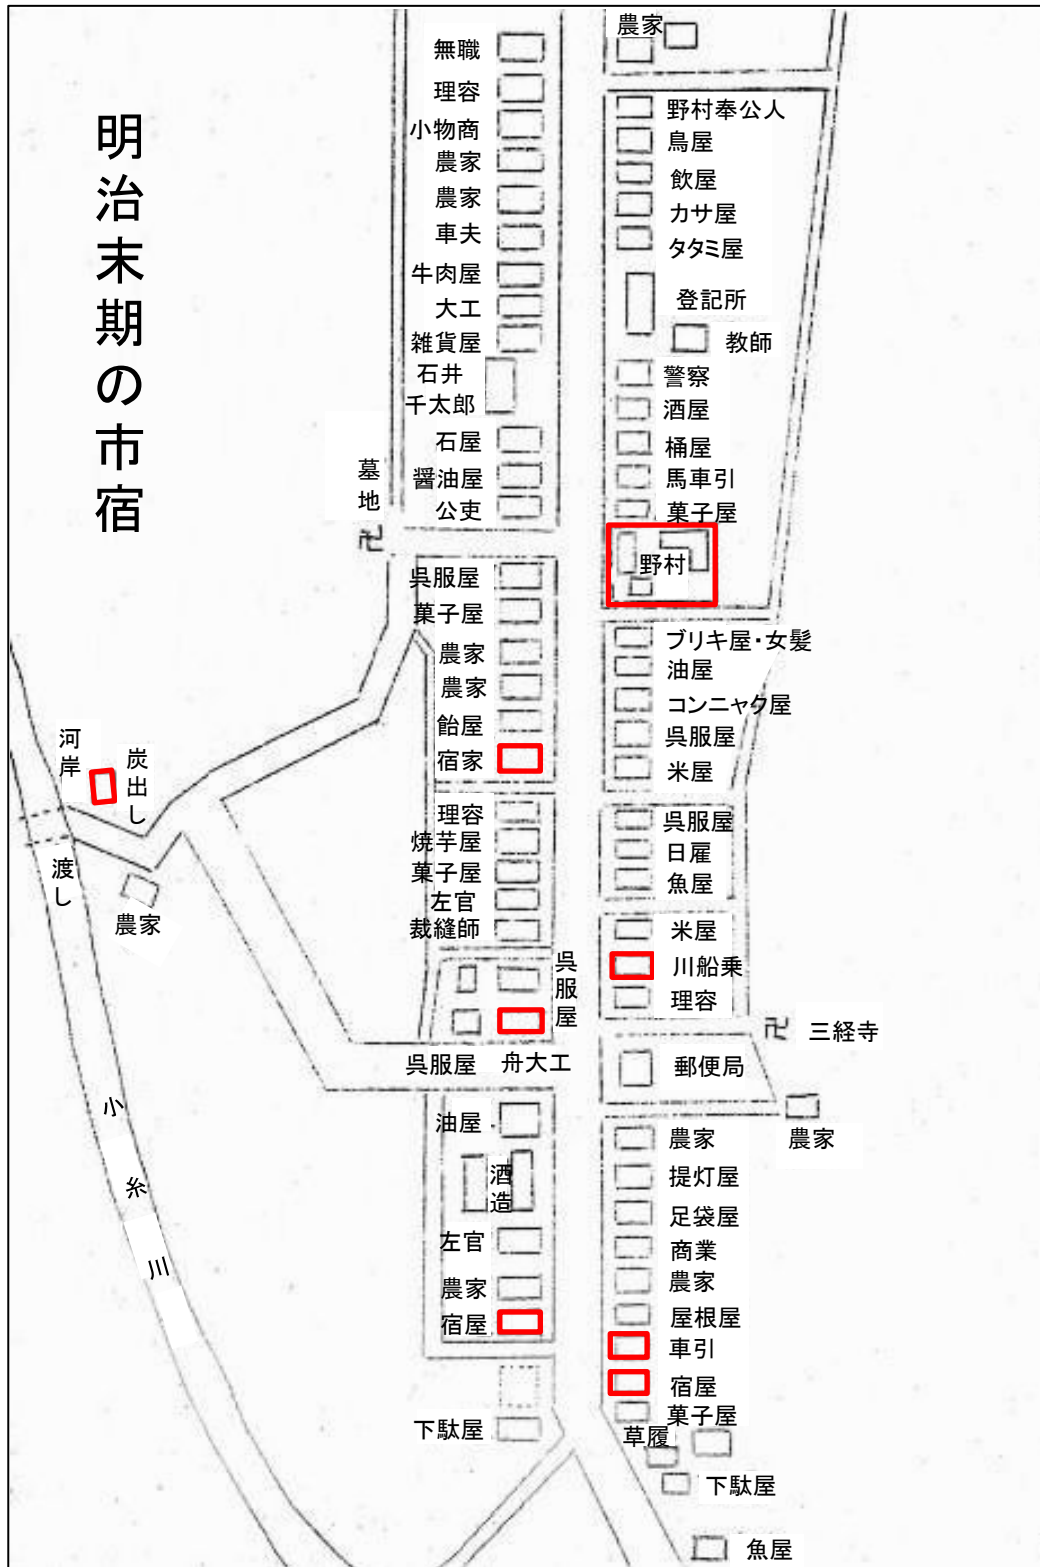 明治末期の市宿
無職
理容
小物商
農家
農家
車夫
牛肉屋
大工
雑貨屋
石井
千太郎
石屋
醤油屋
公吏
墓地
卍
呉服屋
菓子屋
農家
農家
飴屋
宿家
理容
焼芋屋
菓子屋
左官
裁縫師
呉服屋
呉服屋
舟大工
油屋
酒造
左官
農家
宿屋
下駄屋
河岸
炭出し
渡し
農家
小糸川
農家
野村奉公人
鳥屋
飲屋
カサ屋
タタミ屋
登記所
教師
警察
酒屋
桶屋
馬車引
菓子屋
野村
ブリキ屋・女髪
油屋
コンニャク屋
呉服屋
米屋
呉服屋
日雇
魚屋
米屋
川船乗
理容
卍
三経寺
郵便局
農家
農家
提灯屋
足袋屋
商業
農家
屋根屋
車引
宿屋
菓子屋
草履
下駄屋
魚屋